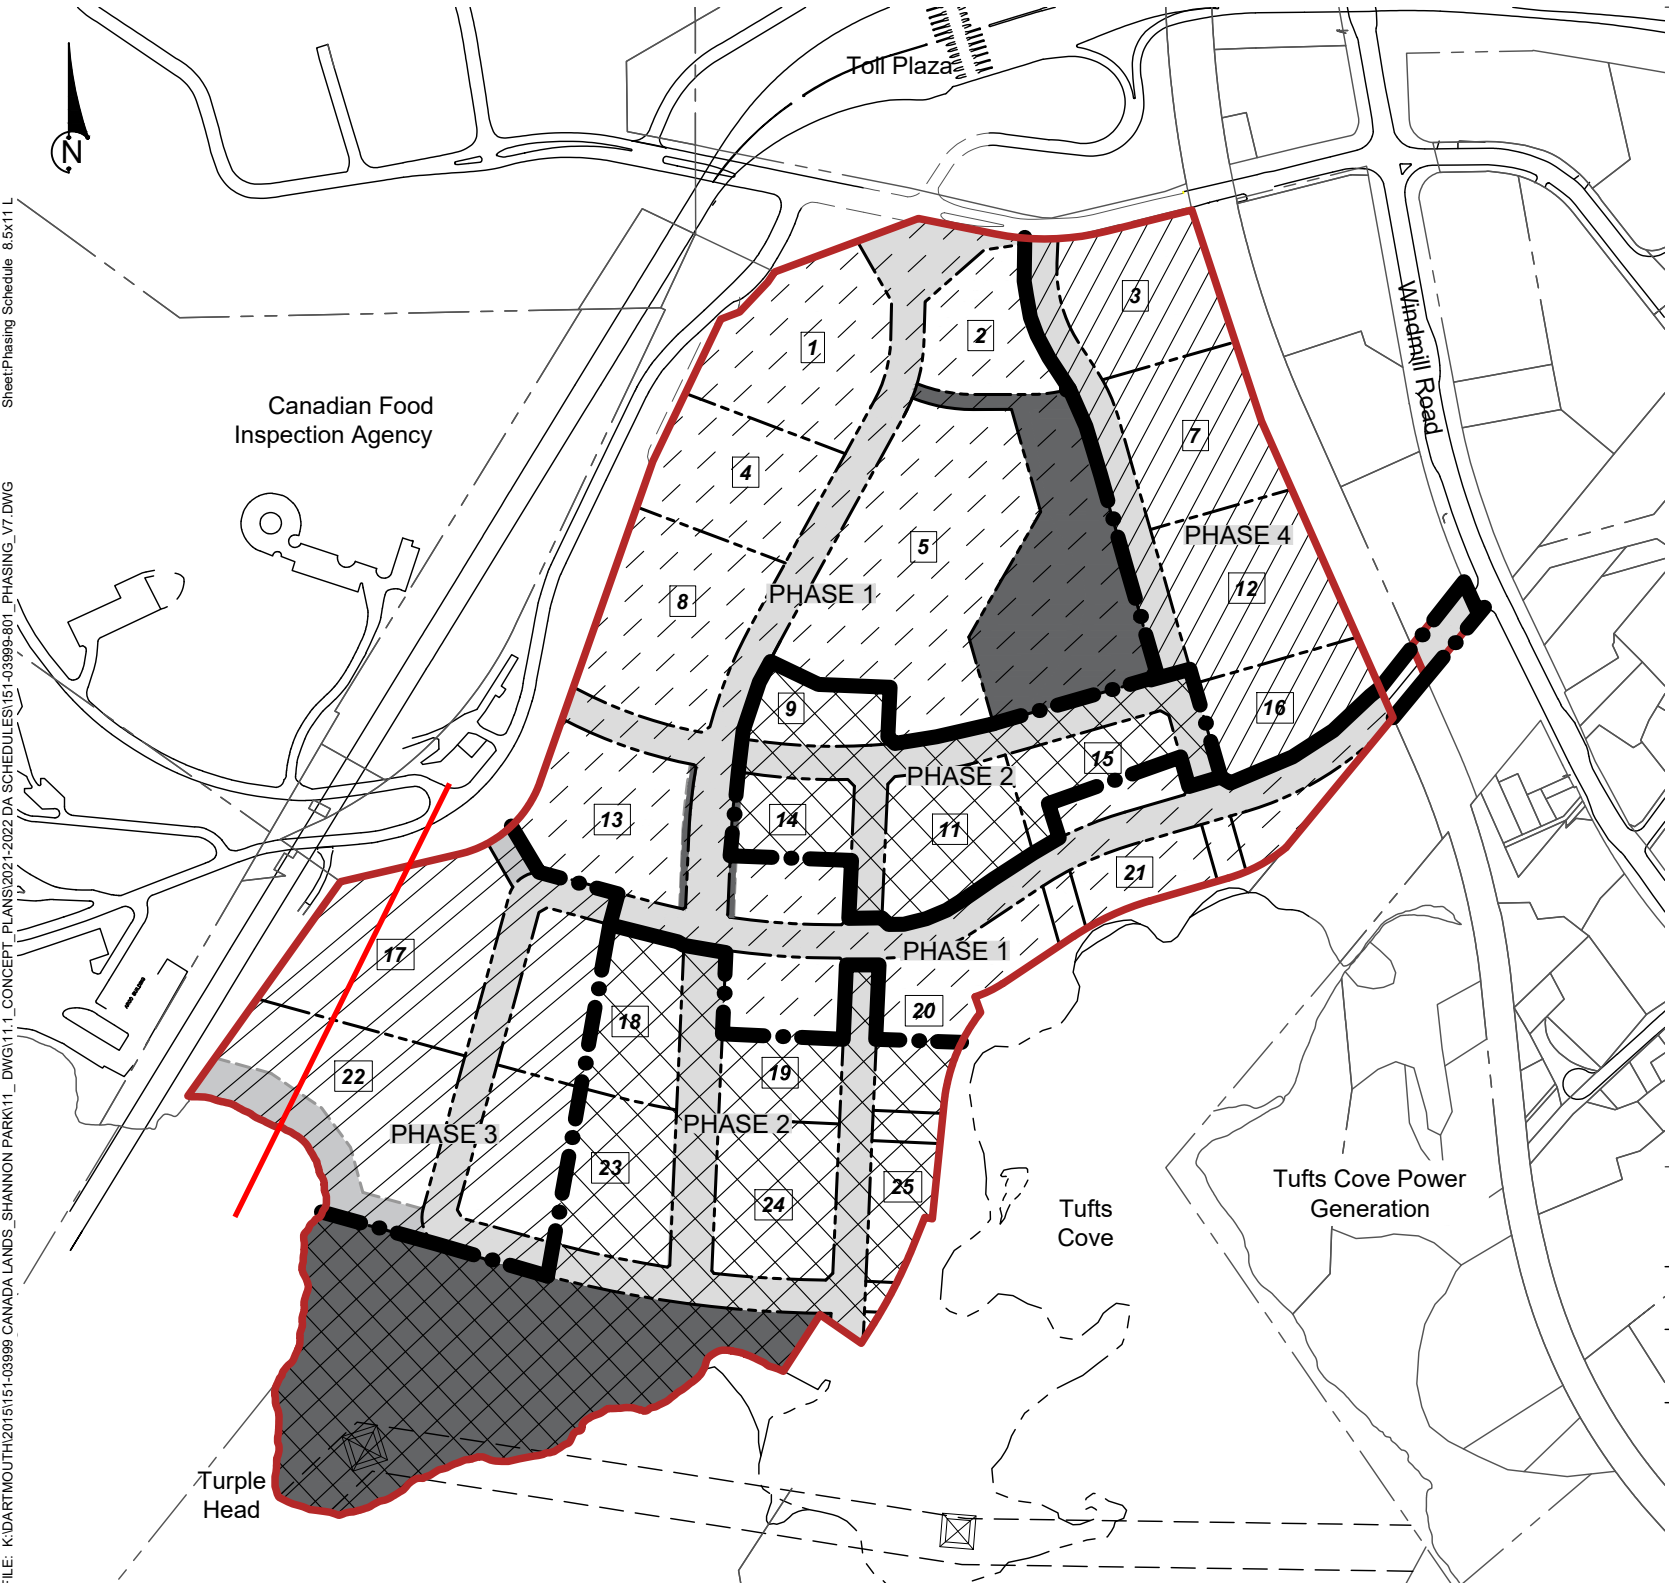 Toll Plaza
N
Sheet:Phasing Schedule 8.5x11 L
FILE: K:\DARTMOUTH\2015\151-03999 CANADA LANDS_SHANNON PARK\11_ DWG\11.1_CONCEPT_PLANS\2021-2022 DA SCHEDULES\151-03999-801_PHASING_V7.DWG
Windmill Road
3
2
1
Canadian Food
Inspection Agency
7
4
PHASE 4
5
12
PHASE 1
8
9
16
15
PHASE 2
13
14
11
21
17
PHASE 1
20
18
22
19
PHASE 3
PHASE 2
23
25
24
Tufts Cove Power
Generation
Tufts
Cove
Turple
Head